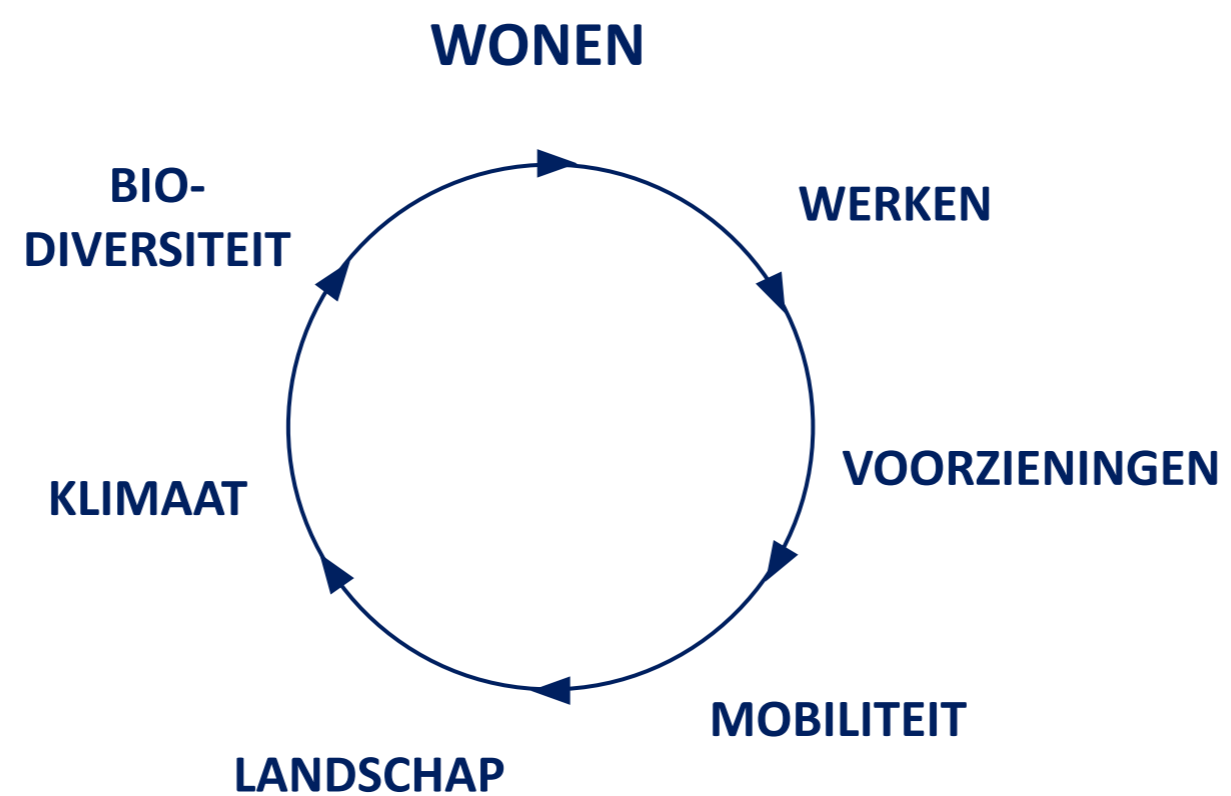 WONEN
WERKEN
VOORZIENINGEN
MOBILITEIT
LANDSCHAP
KLIMAAT
BIO-
DIVERSITEIT